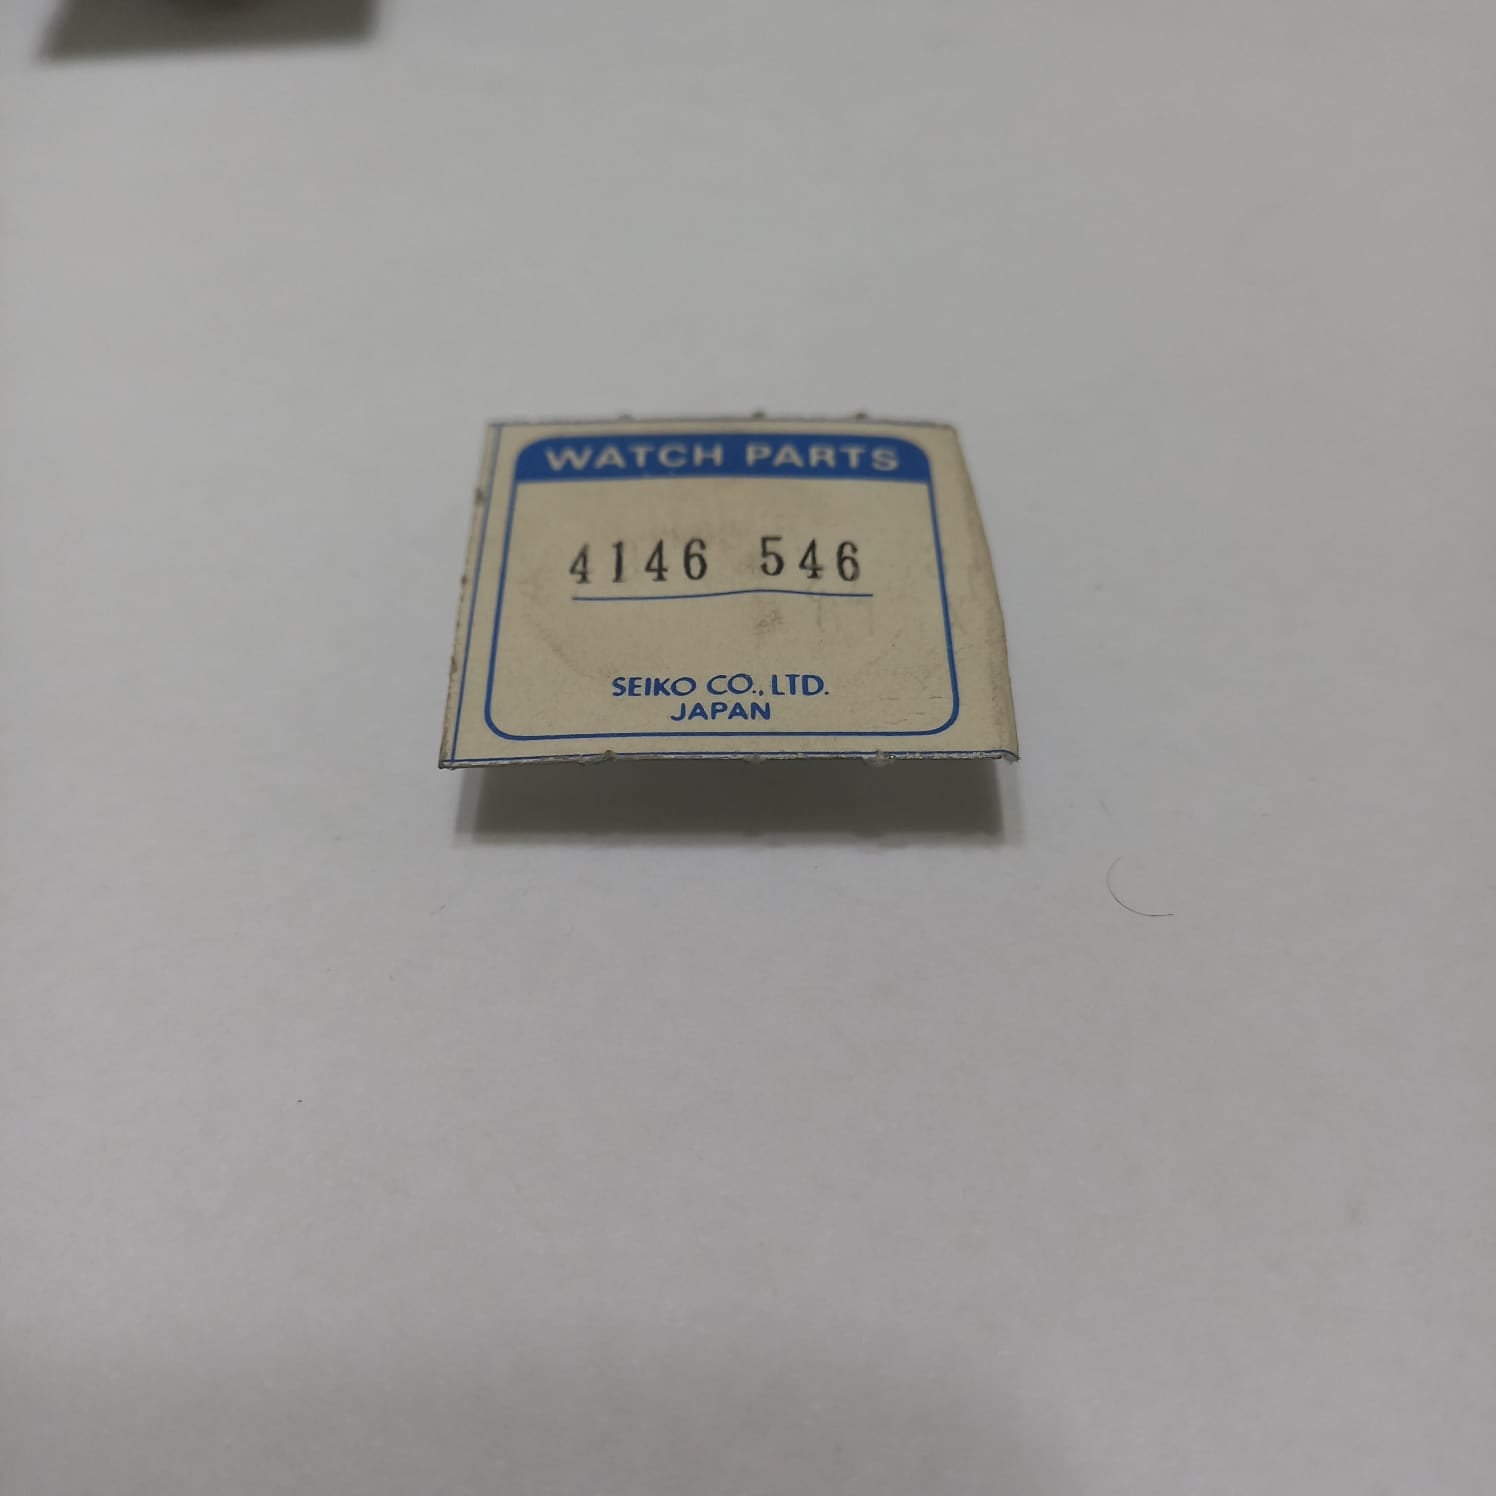 WATCH PARTS
4146 546
SEIKO CO., LTD.
JAPAN